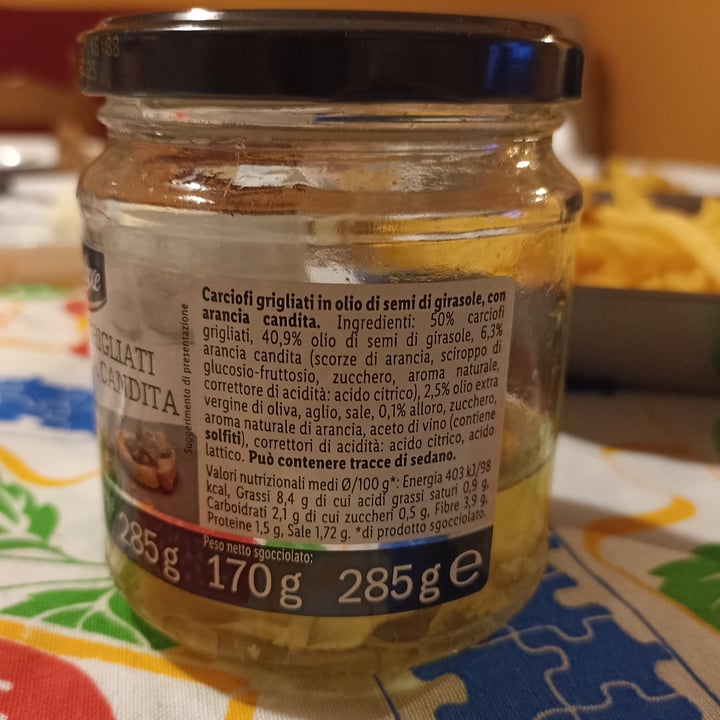 Carciofi grigliati in olio di semi di girasole, con
arancia candita. Ingredienti: 50% carciofi
grigliati, 40,9% olio di semi di girasole, 6,3%
arancia candita (scorze di arancia, sciroppo di
glucosio-fruttosio, zucchero, aroma naturale,
correttore di acidità: acido citrico), 2,5% olio extra
vergine di oliva, aglio, sale, 0,1% alloro, zucchero,
aroma naturale di arancia, aceto di vino (contiene
solfiti), correttori di acidità: acido citrico, acido
lattico. Può contenere tracce di sedano.
Valori nutrizionali medi Ø/100 g*: Energia 403 kJ/98
kcal, Grassi 8,4 g di cui acidi grassi saturi 0,9 g,
Carboidrati 2,1 g di cui zuccheri 0,5 g, Fibre 3,9 g,
Proteine 1,5 g, Sale 1,72 g. *di prodotto sgocciolato.
Suggerimento di presentazione
IGLIATI
CANDITA
285 g
Peso netto sgocciolato:
170 g 285 g e